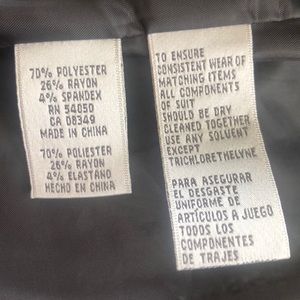 70% POLYESTER
26% RAYON
4% SPANDEX
RN 54050
CA 08349
MADE IN CHINA
70% POLIESTER
26% RAYON
4% ELASTANO
HECHO EN CHINA
TO ENSURE
CONSISTENT WEAR OF
MATCHING ITEMS
ALL COMPONENTS
OF SUIT
SHOULD BE DRY
CLEANED TOGETHER
USE ANY SOLVENT
EXCEPT
TRICHLORETHELYNE
PARA ASEGURAR
EL DESGASTE
UNIFORME DE
ARTICULOS A JUEGO
TODOS LOS
COMPONENTES
DE TRAJES